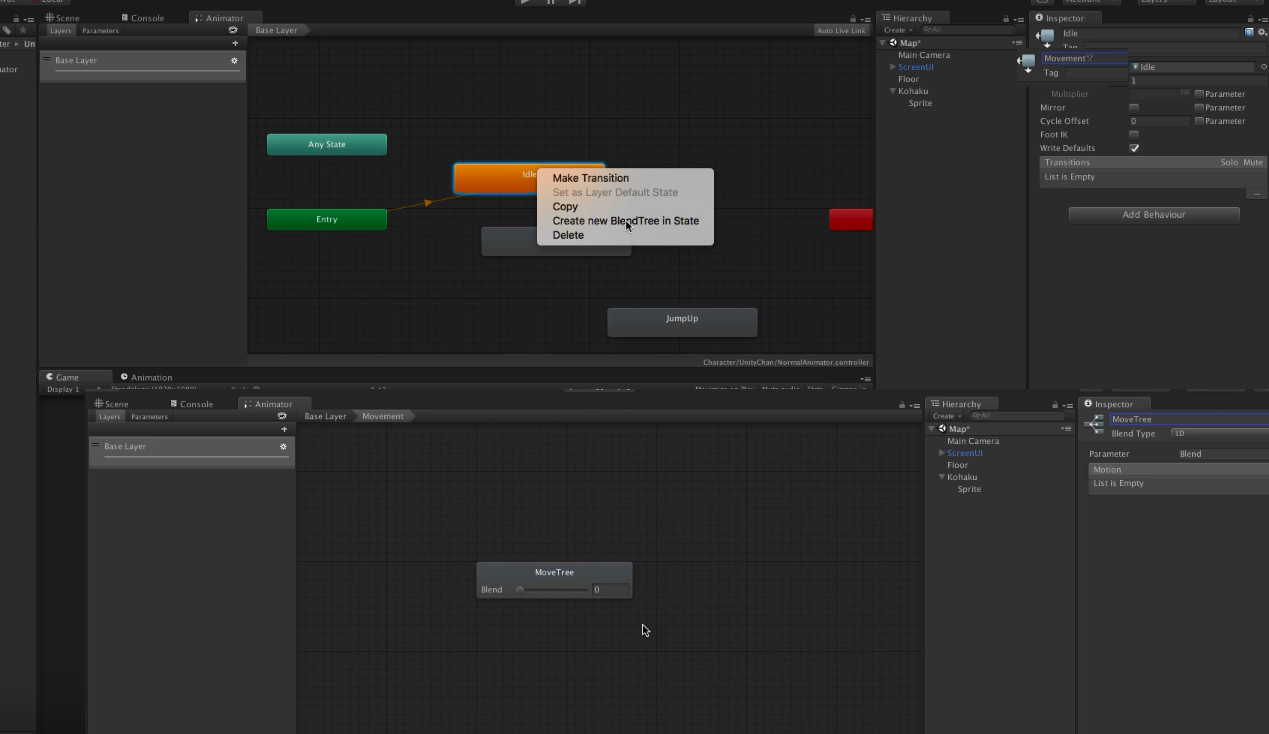 Scene Console Animator
Layers Parameters
Base Layer
Auto Live Link
+
Base Layer
Any State
Entry
Idle
Make Transition
Set as Layer Default State
Copy
Create new BlendTree in State
Delete
JumpUp
Character/UnityChan/NormalAnimator.controller
Hierarchy
Create All
Map*
Main Camera
ScreenUI
Floor
Kohaku
Sprite
Inspector
Idle
Tag
Movement
Tag
Idle
1
Multiplier Parameter
Mirror Parameter
Cycle Offset 0 Parameter
Foot IK
Write Defaults
Transitions Solo Mute
List is Empty
Add Behaviour
Game Animation
Display 1
Scene Console Animator
Layers Parameters
Base Layer Movement
+
Base Layer
MoveTree
Blend 0
Hierarchy
Create All
Map*
Main Camera
ScreenUI
Floor
Kohaku
Sprite
Inspector
MoveTree
Blend Type 1D
Parameter Blend
Motion
List is Empty